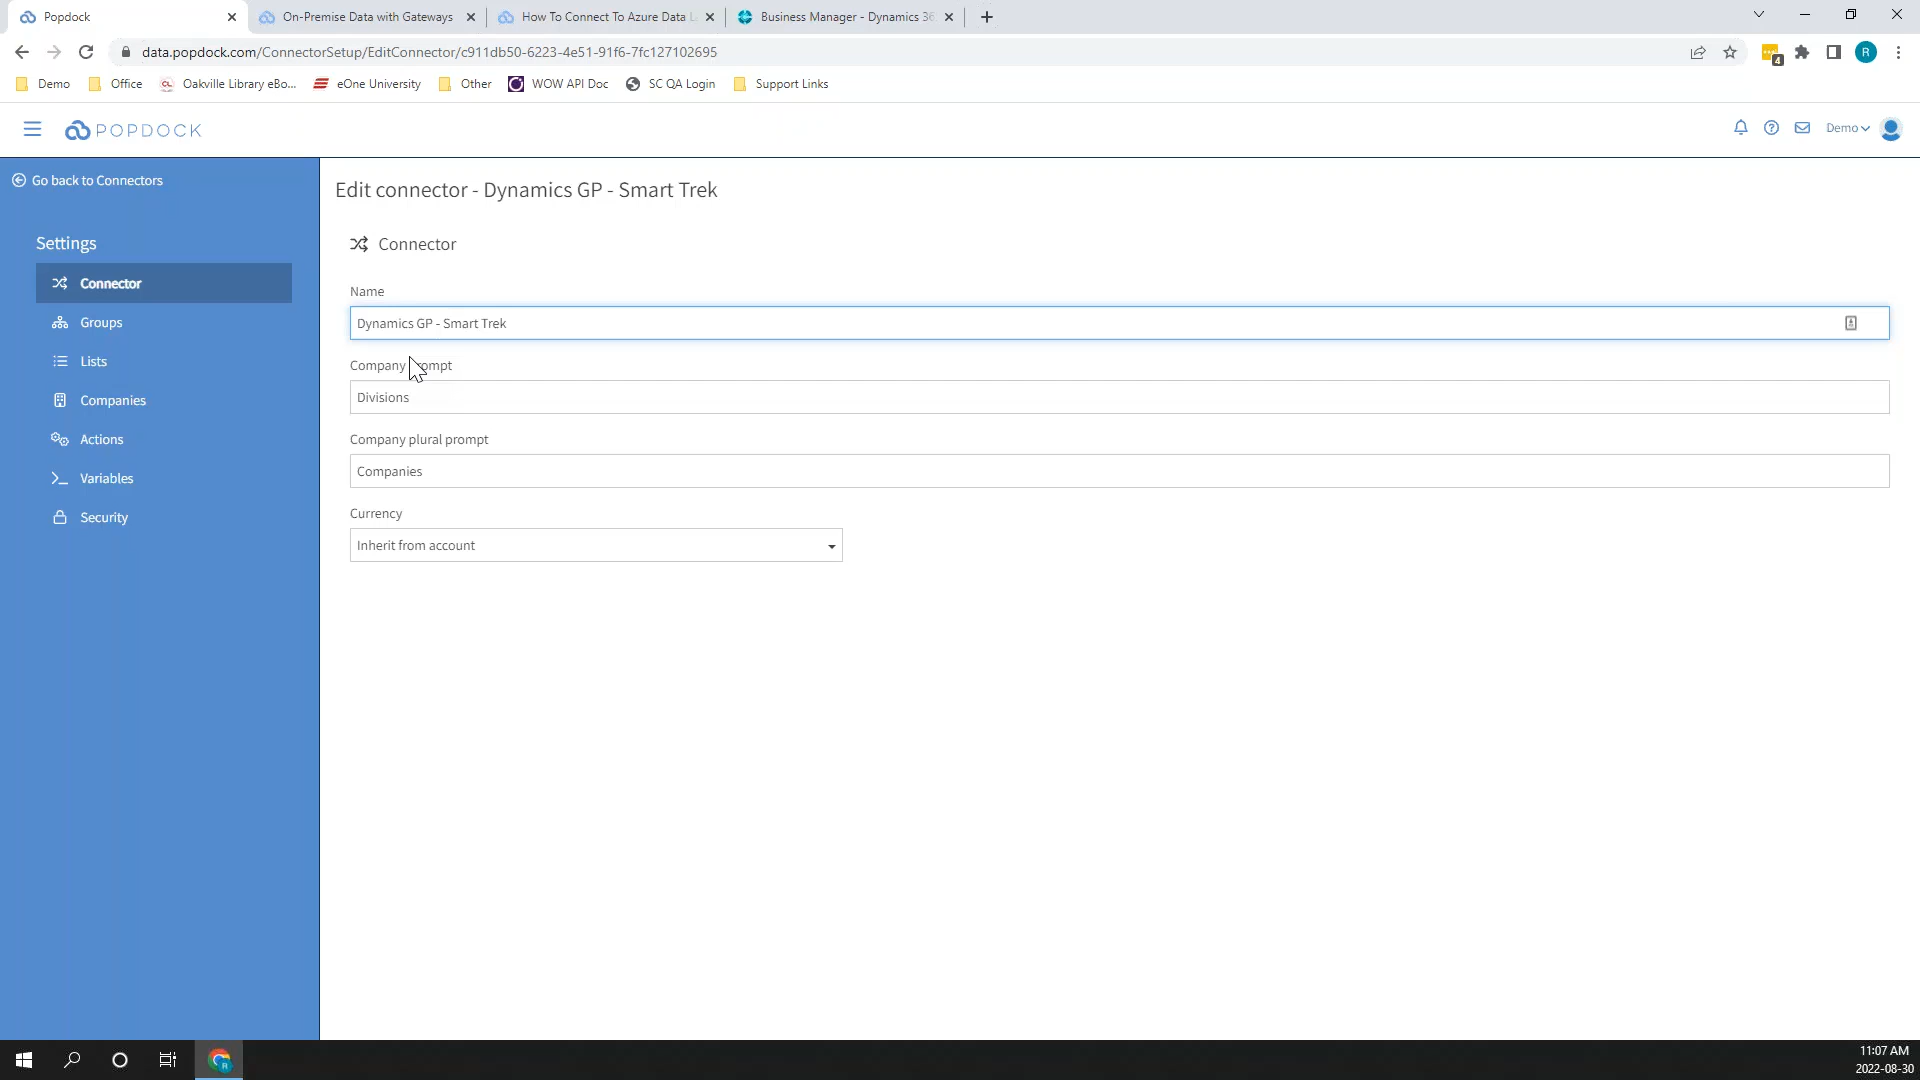 Popdock
On-Premise Data with Gateways
How To Connect To Azure Data L
Business Manager - Dynamics 36
data.popdock.com/ConnectorSetup/EditConnector/c911db50-6223-4e51-91f6-7fc127102695
4
R
Demo
Office
CL
Oakville Library eBo...
eOne University
Other
WOW API Doc
SC QA Login
Support Links
POPDOCK
Demo
Go back to Connectors
Edit connector - Dynamics GP - Smart Trek
Settings
Connector
Groups
Lists
Companies
Actions
Variables
Security
Connector
Name
Dynamics GP - Smart Trek
Company prompt
Divisions
Company plural prompt
Companies
Currency
Inherit from account
R
11:07 AM
2022-08-30